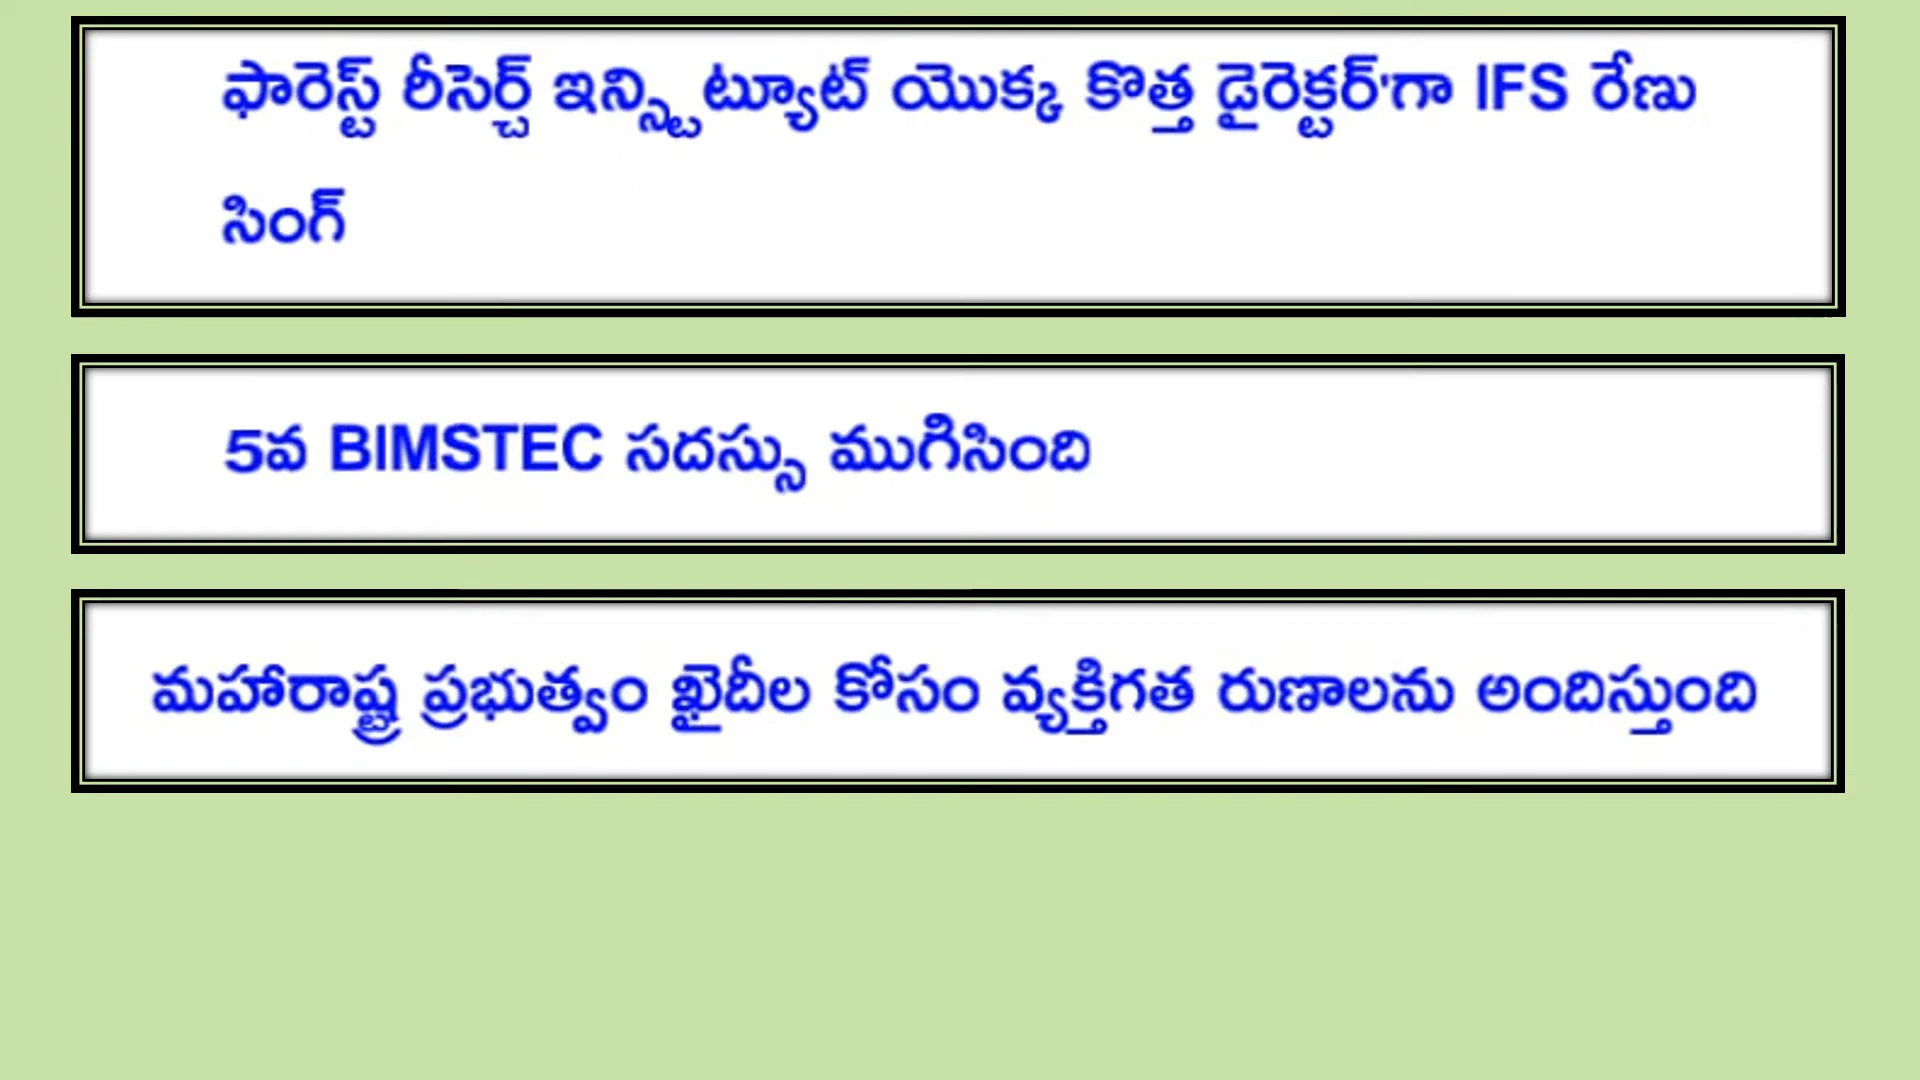 ఫారెస్ట్ రీసెర్చ్ ఇన్స్టిట్యూట్ యొక్క కొత్త డైరెక్టర్'గా IFS రేణు
సింగ్
5వ BIMSTEC సదస్సు ముగిసింది
మహారాష్ట్ర ప్రభుత్వం ఖైదీల కోసం వ్యక్తిగత రుణాలను అందిస్తుంది